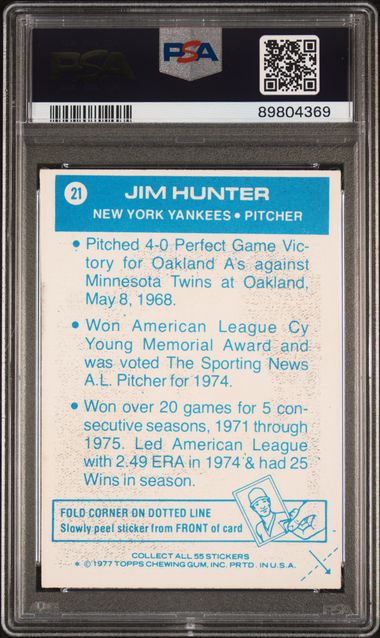 PSA
PSA
89804369
21
JIM HUNTER
NEW YORK YANKEES • PITCHER
• Pitched 4-0 Perfect Game Vic-
tory for Oakland A's against
Minnesota Twins at Oakland,
May 8, 1968.
• Won American League Cy
Young Memorial Award and
was voted The Sporting News
A.L. Pitcher for 1974.
• Won over 20 games for 5 con-
secutive seasons, 1971 through
1975. Led American League
with 2.49 ERA in 1974 & had 25
Wins in season.
FOLD CORNER ON DOTTED LINE
Slowly peel sticker from FRONT of card
COLLECT ALL 55 STICKERS
* © 1977 TOPPS CHEWING GUM, INC. PRTD. IN U.S.A.